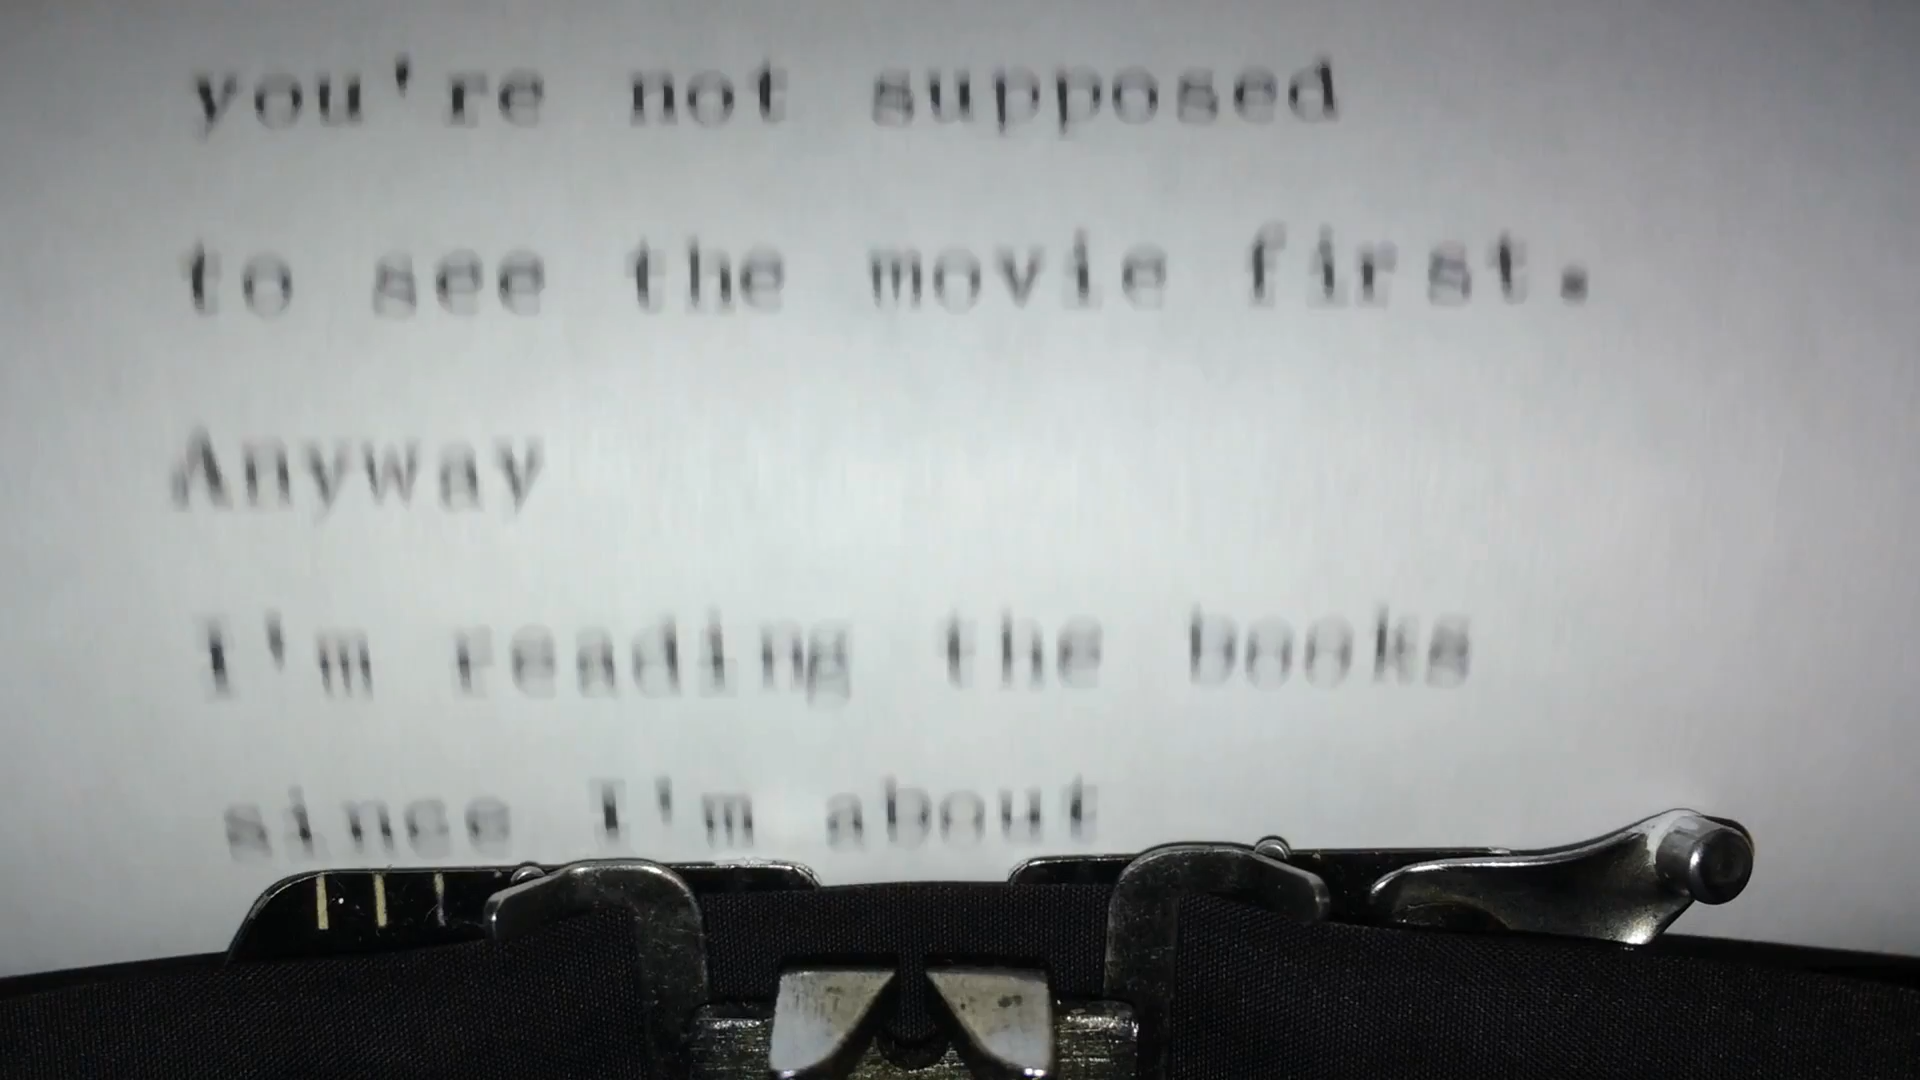 you're not supposed
to see the movie first.
Anyway
I'm reading the books
since I'm about